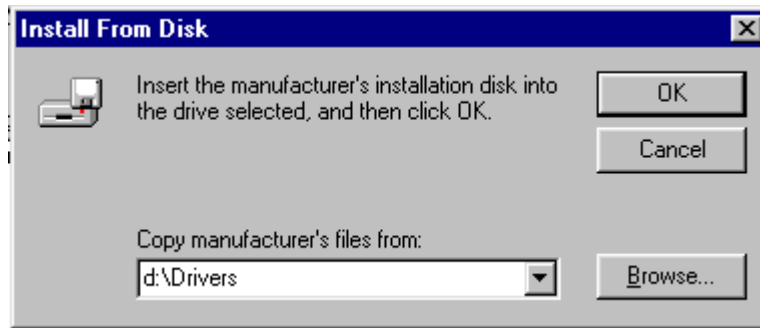 Install From Disk
Insert the manufacturer's installation disk into
the drive selected, and then click OK.
OK
Cancel
Copy manufacturer's files from:
d:\Drivers
Browse...